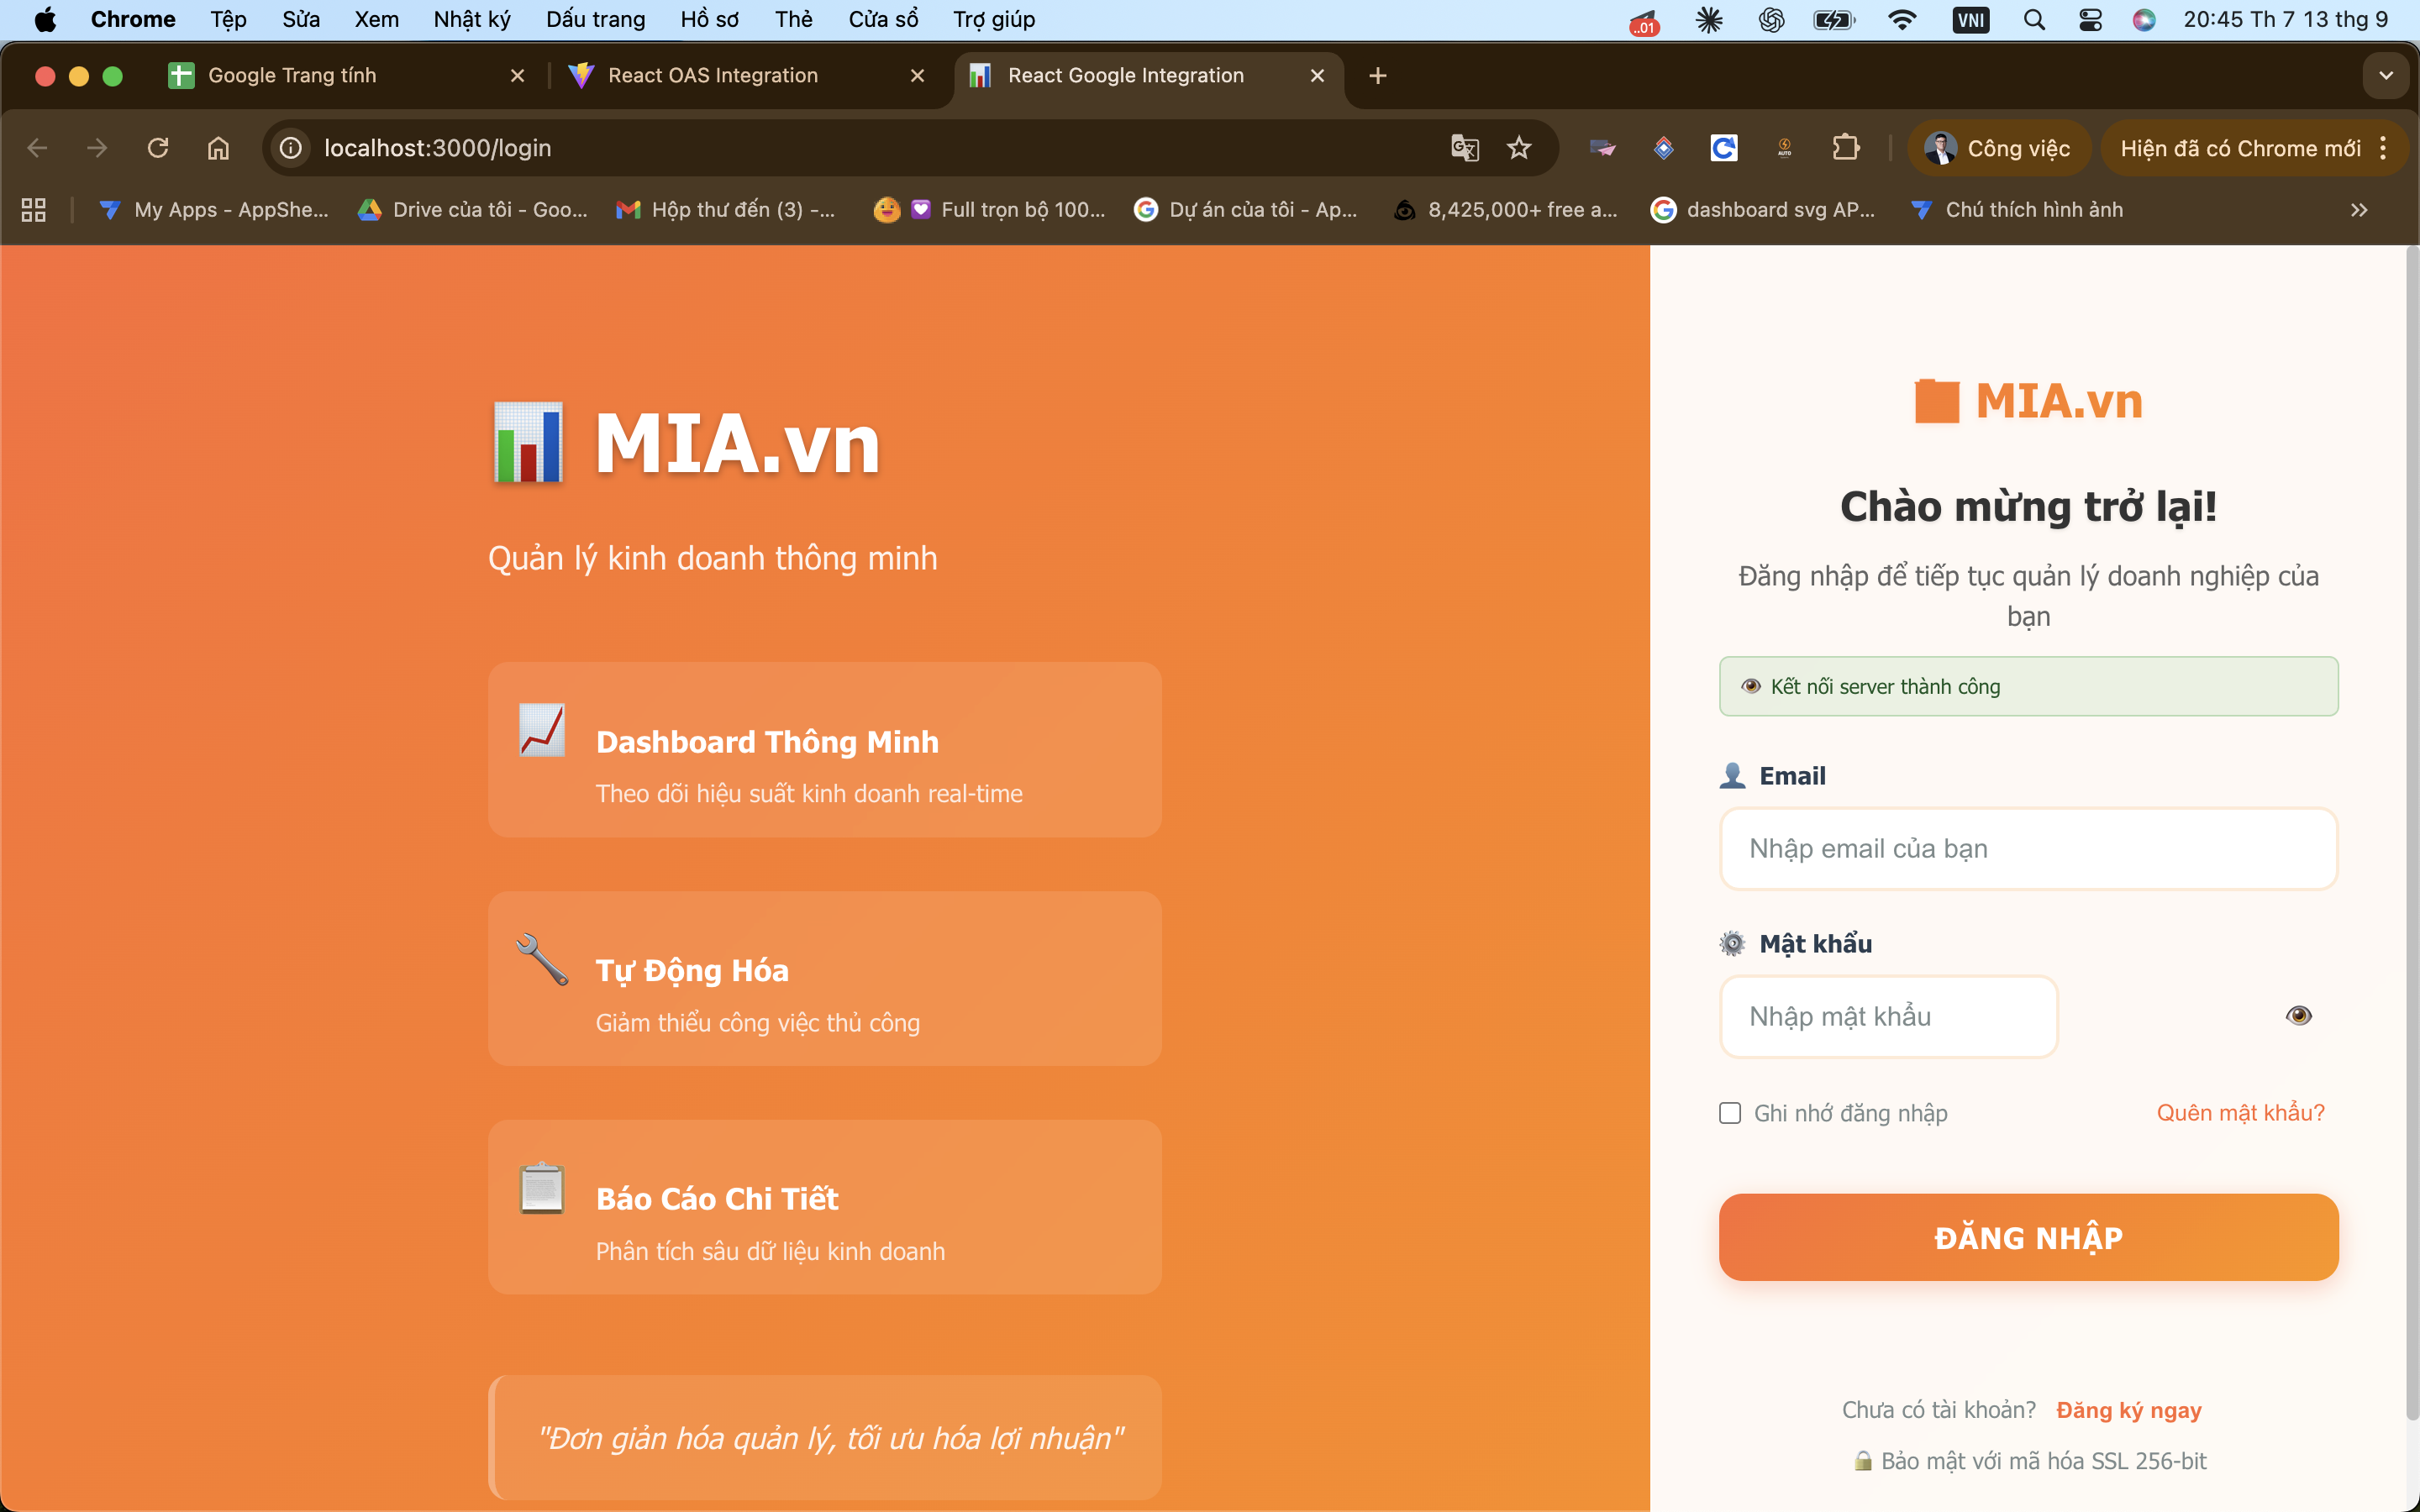 Chrome Tệp Sửa Xem Nhật ký Dấu trang Hồ sơ Thẻ Cửa sổ Trợ giúp ..01 VNI 20:45 Th 7 13 thg 9
Google Trang tính React OAS Integration React Google Integration
localhost:3000/login AUTO Công việc Hiện đã có Chrome mới
My Apps - AppShe... Drive của tôi - Goo... Hộp thư đến (3) -... Full trọn bộ 100... Dự án của tôi - Ap... 8,425,000+ free a... dashboard svg AP... Chú thích hình ảnh
MIA.vn
Quản lý kinh doanh thông minh
Dashboard Thông Minh
Theo dõi hiệu suất kinh doanh real-time
Tự Động Hóa
Giảm thiểu công việc thủ công
Báo Cáo Chi Tiết
Phân tích sâu dữ liệu kinh doanh
"Đơn giản hóa quản lý, tối ưu hóa lợi nhuận"
MIA.vn
Chào mừng trở lại!
Đăng nhập để tiếp tục quản lý doanh nghiệp của
bạn
Kết nối server thành công
Email
Nhập email của bạn
Mật khẩu
Nhập mật khẩu
Ghi nhớ đăng nhập Quên mật khẩu?
ĐĂNG NHẬP
Chưa có tài khoản? Đăng ký ngay
Bảo mật với mã hóa SSL 256-bit